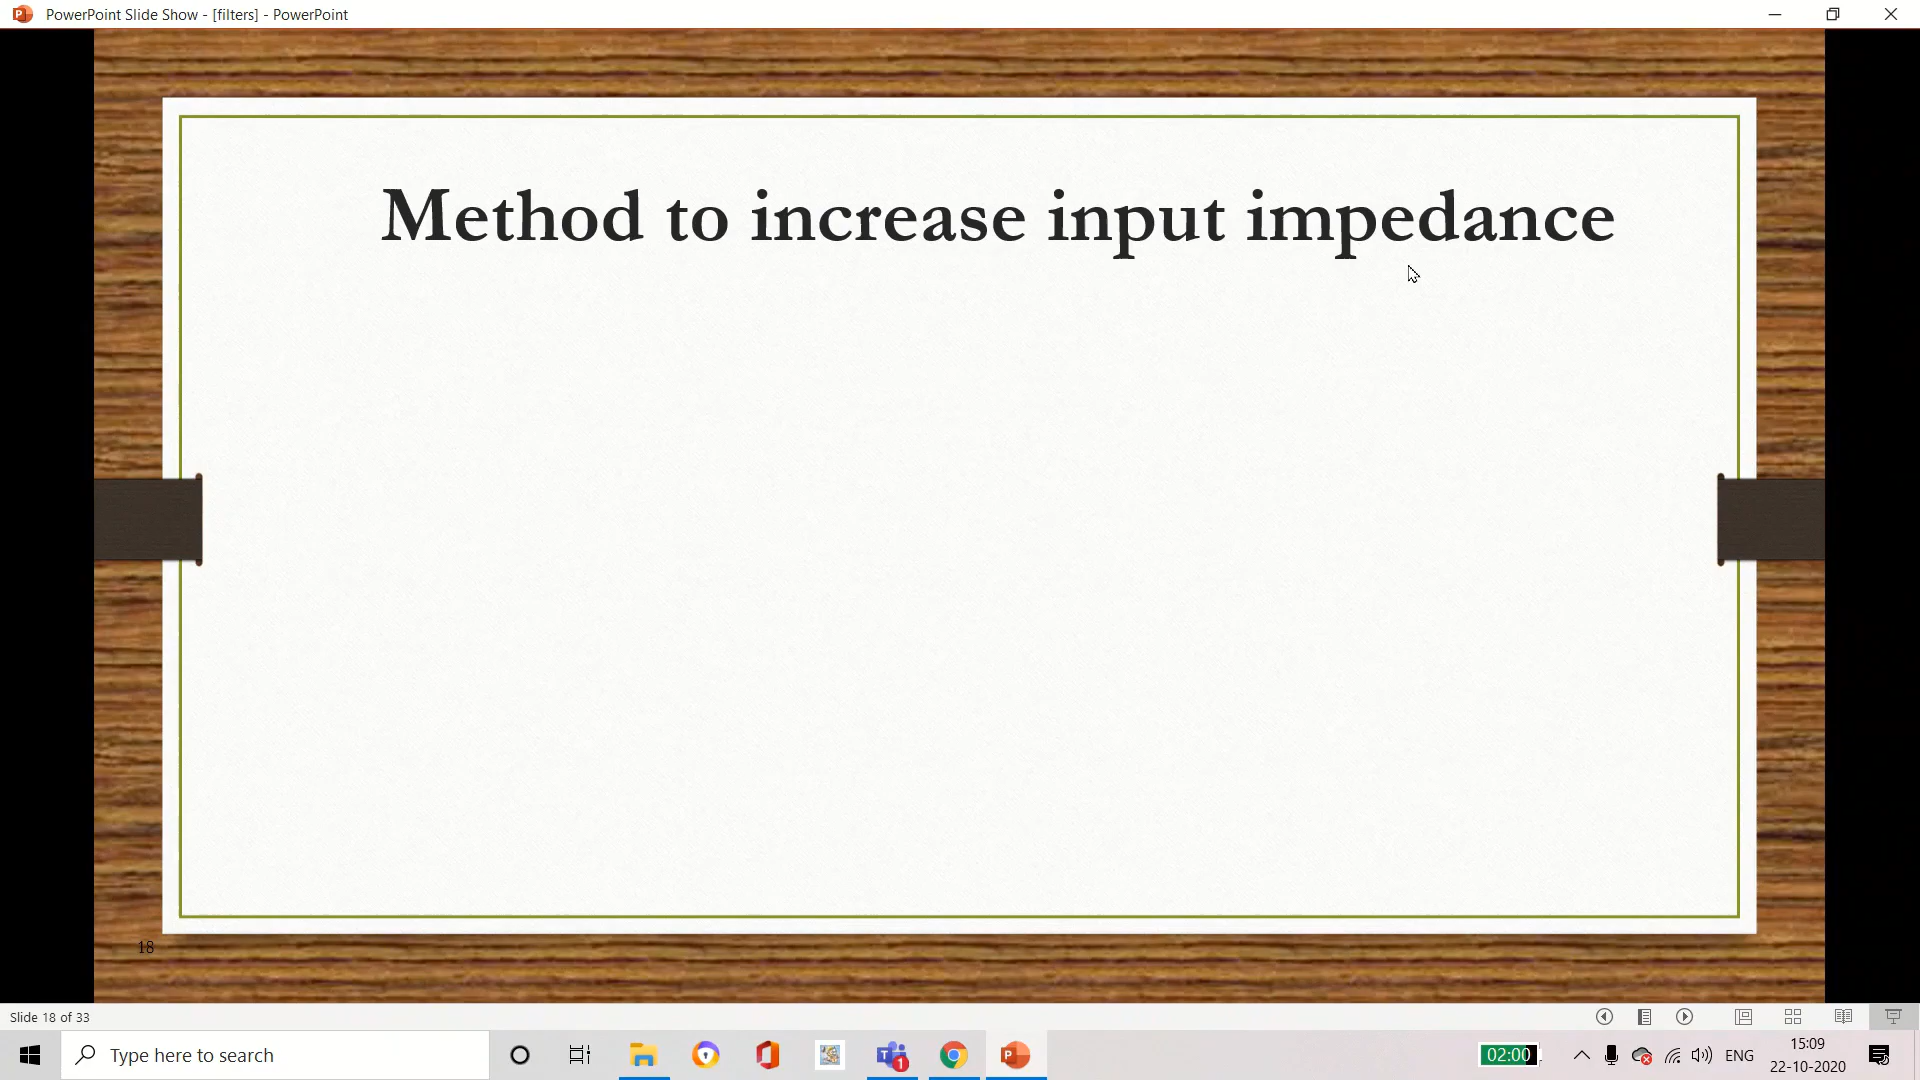 PowerPoint Slide Show - [filters] - PowerPoint
Method to increase input impedance
18
Slide 18 of 33
Type here to search
1
02:00
ENG
15:09
22-10-2020